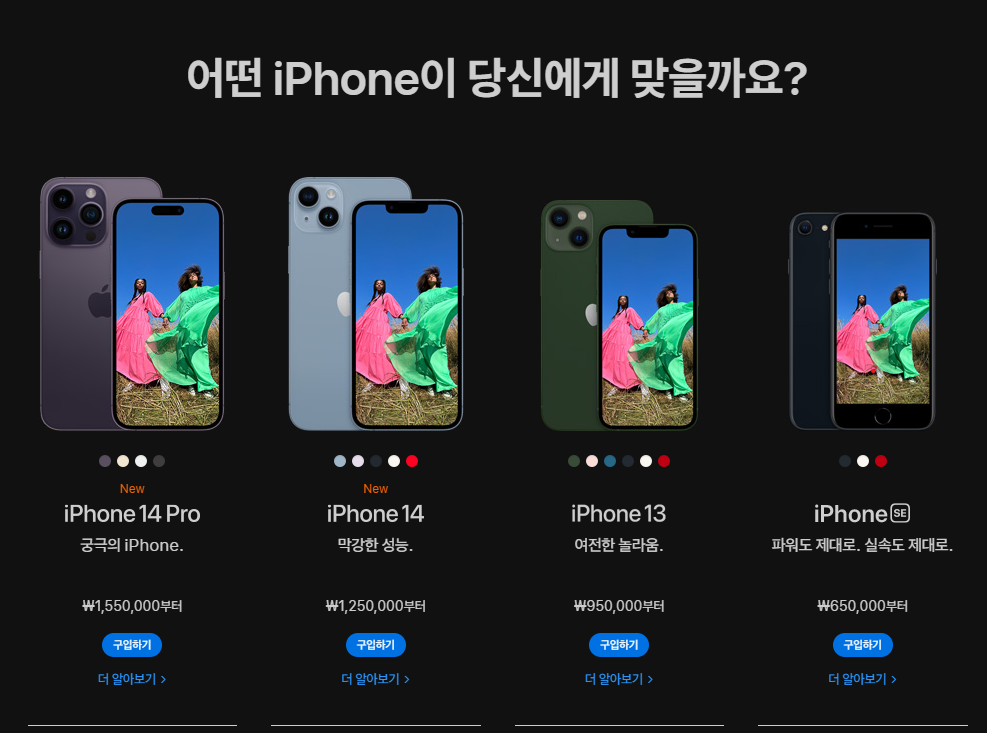 어떤 iPhone이 당신에게 맞을까요?
New
iPhone 14 Pro
궁극의 iPhone.
₩1,550,000부터
구입하기
더 알아보기 >
New
iPhone 14
막강한 성능.
₩1,250,000부터
구입하기
더 알아보기 >
iPhone 13
여전한 놀라움.
₩950,000부터
구입하기
더 알아보기 >
iPhone SE
파워도 제대로. 실속도 제대로.
₩650,000부터
구입하기
더 알아보기 >